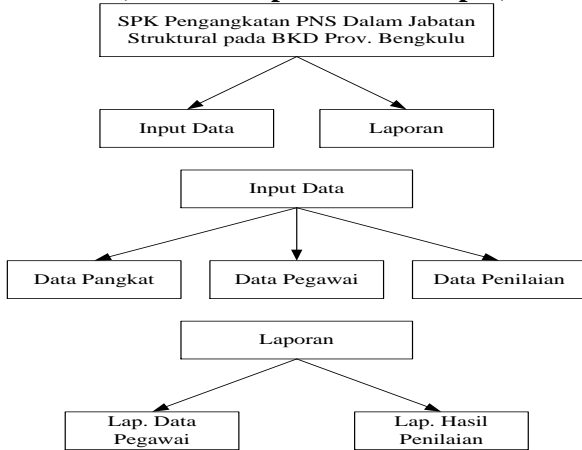 SPK Pengangkatan PNS Dalam Jabatan
Struktural pada BKD Prov. Bengkulu
Input Data
Laporan
Input Data
Data Pangkat
Data Pegawai
Data Penilaian
Laporan
Lap. Data
Pegawai
Lap. Hasil
Penilaian